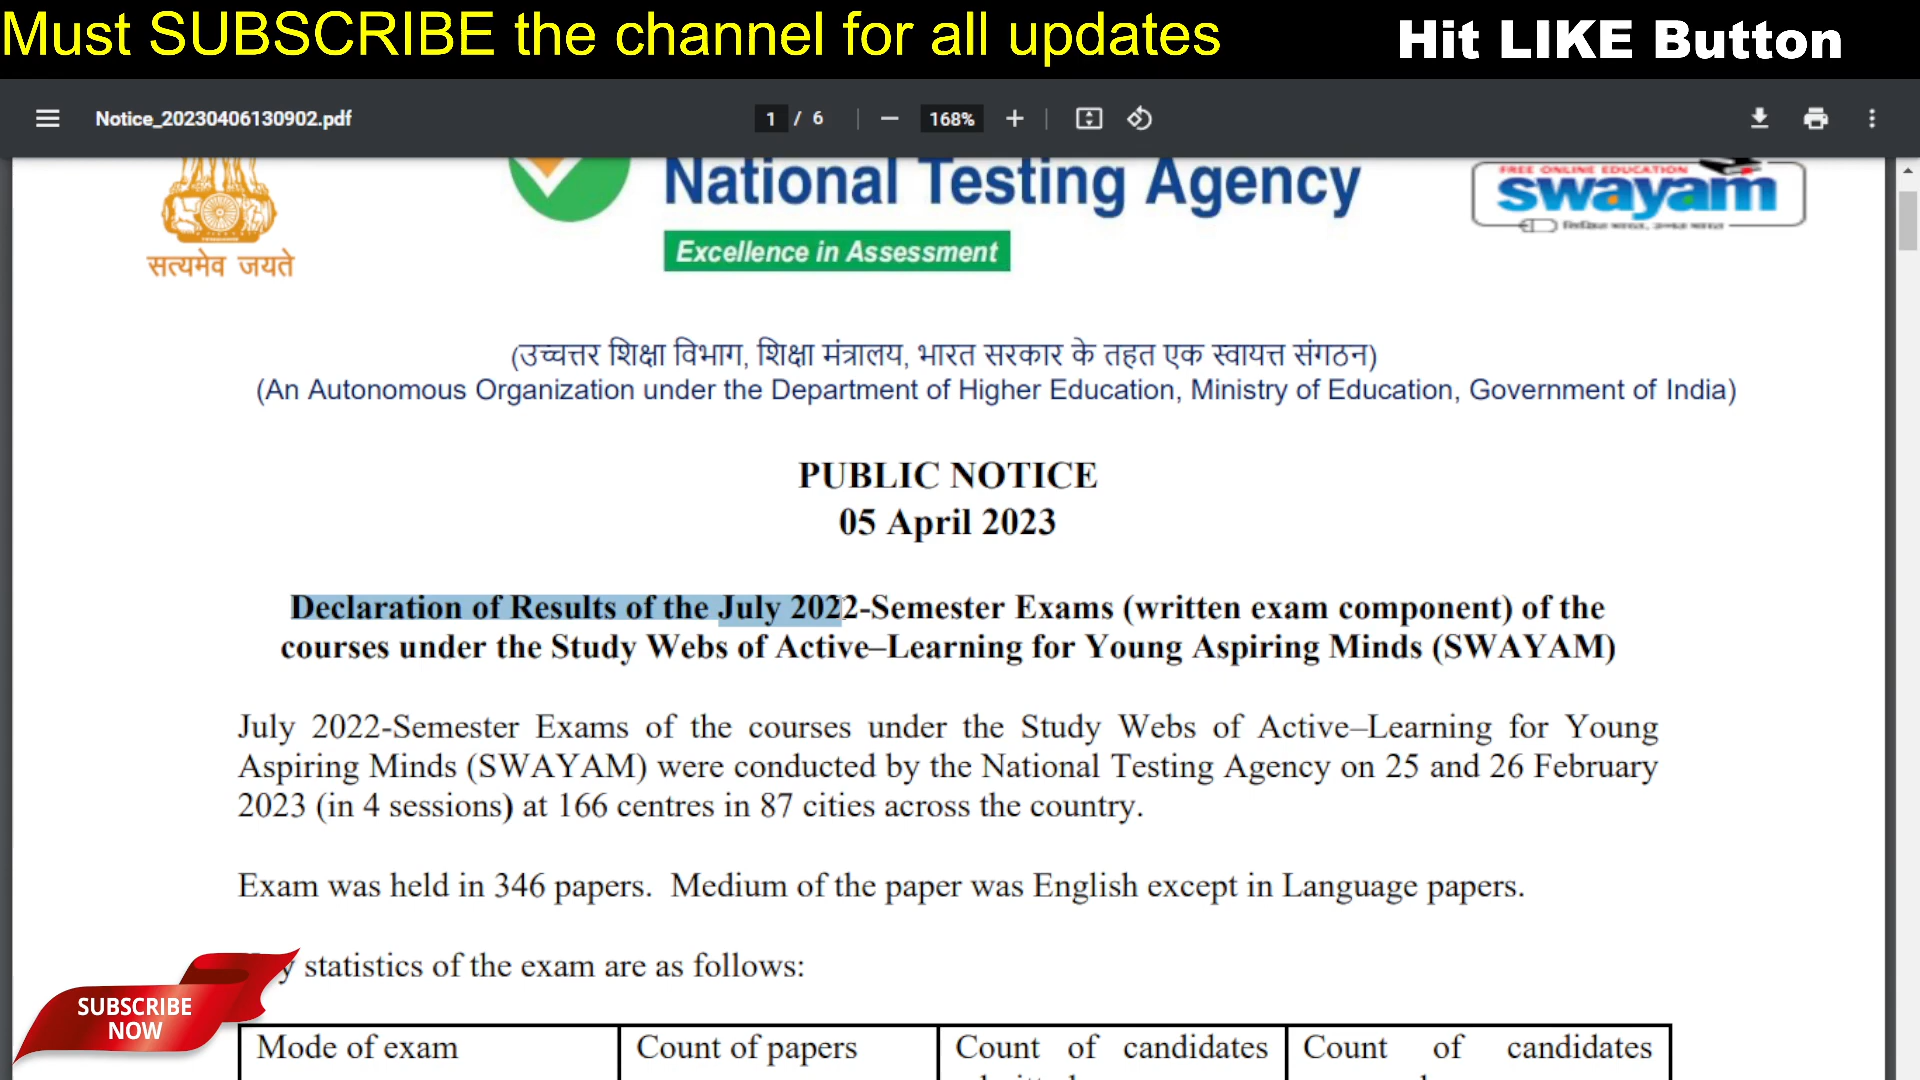 Must SUBSCRIBE the channel for all updates
Hit LIKE Button
Notice_20230406130902.pdf
1 / 6
168%
National Testing Agency
Excellence in Assessment
सत्यमेव जयते
FREE ONLINE EDUCATION
swayam
(उच्चत्तर शिक्षा विभाग, शिक्षा मंत्रालय, भारत सरकार के तहत एक स्वायत्त संगठन)
(An Autonomous Organization under the Department of Higher Education, Ministry of Education, Government of India)
PUBLIC NOTICE
05 April 2023
Declaration of Results of the July 2022-Semester Exams (written exam component) of the
courses under the Study Webs of Active–Learning for Young Aspiring Minds (SWAYAM)
July 2022-Semester Exams of the courses under the Study Webs of Active–Learning for Young
Aspiring Minds (SWAYAM) were conducted by the National Testing Agency on 25 and 26 February
2023 (in 4 sessions) at 166 centres in 87 cities across the country.
Exam was held in 346 papers. Medium of the paper was English except in Language papers.
statistics of the exam are as follows:
SUBSCRIBE
NOW
Mode of exam
Count of papers
Count of candidates
Count of candidates